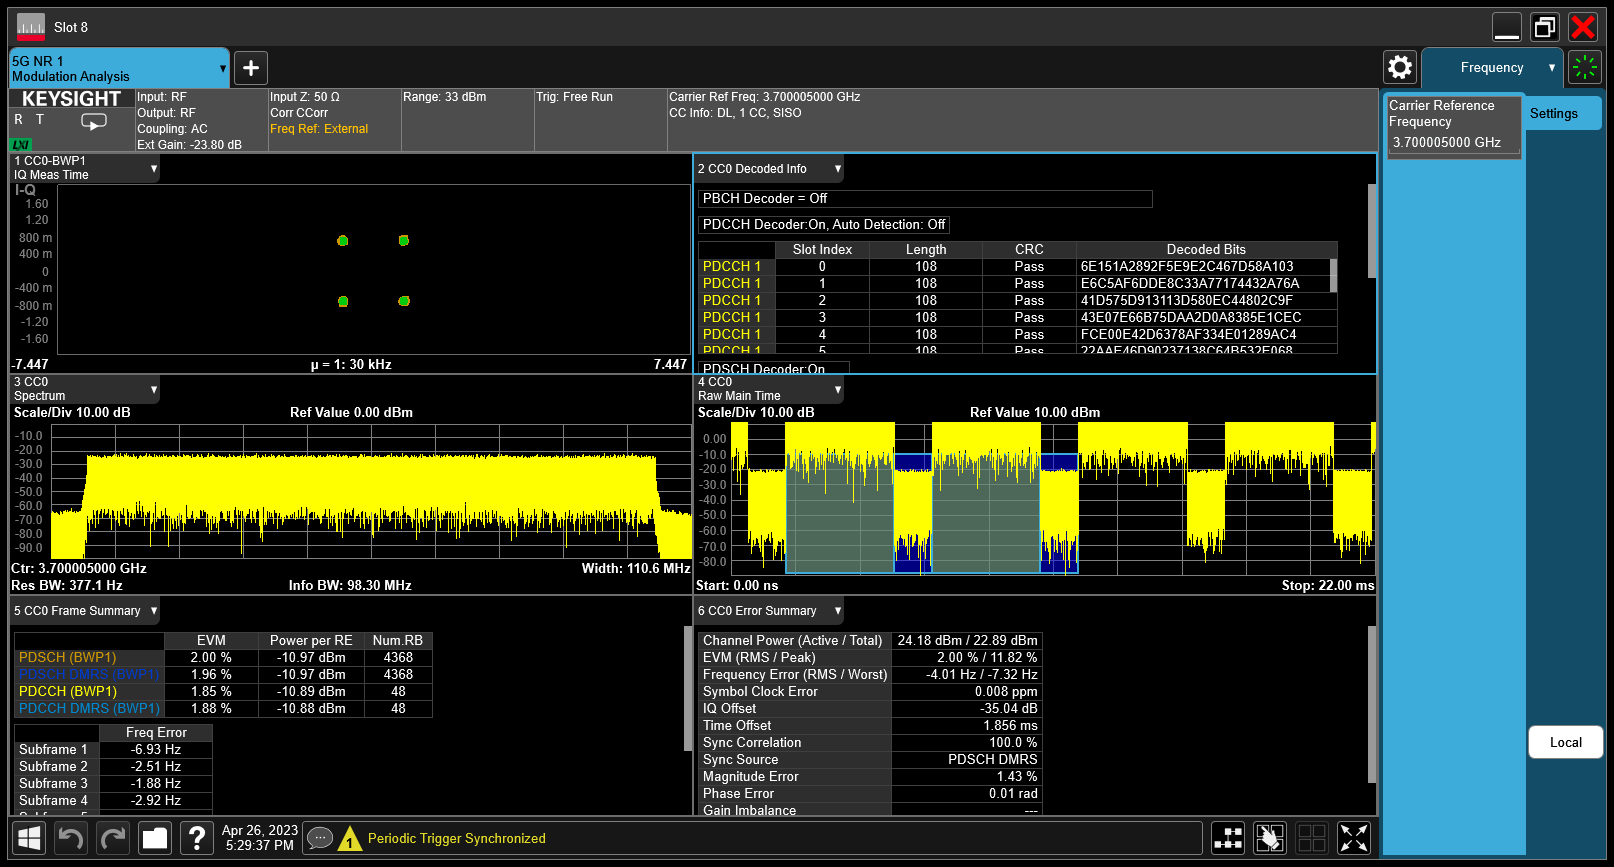 Slot 8
5G NR 1
Modulation Analysis
Frequency
KEYSIGHT
R T
LXI
Input: RF
Output: RF
Coupling: AC
Ext Gain: -23.80 dB
Input Z: 50 Ω
Corr CCorr
Freq Ref: External
Range: 33 dBm
Trig: Free Run
Carrier Ref Freq: 3.700005000 GHz
CC Info: DL, 1 CC, SISO
Carrier Reference
Frequency
3.700005000 GHz
Settings
1 CC0-BWP1
IQ Meas Time
I-Q
1.60
1.20
800 m
400 m
0
-400 m
-800 m
-1.20
-1.60
-7.447
µ = 1: 30 kHz
7.447
2 CC0 Decoded Info
PBCH Decoder = Off
PDCCH Decoder:On, Auto Detection: Off
Slot Index Length CRC Decoded Bits
PDCCH 1 0 108 Pass 6E151A2892F5E9E2C467D58A103
PDCCH 1 1 108 Pass E6C5AF6DDE8C33A77174432A76A
PDCCH 1 2 108 Pass 41D575D913113D580EC44802C9F
PDCCH 1 3 108 Pass 43E07E66B75DAA2D0A8385E1CEC
PDCCH 1 4 108 Pass FCE00E42D6378AF334E01289AC4
PDCCH 1 5 108 Pass 22AAE46D90237138C64B532E068
PDSCH Decoder:On
3 CC0
Spectrum
Scale/Div 10.00 dB
Ref Value 0.00 dBm
-10.0
-20.0
-30.0
-40.0
-50.0
-60.0
-70.0
-80.0
-90.0
Ctr: 3.700005000 GHz
Width: 110.6 MHz
Res BW: 377.1 Hz
Info BW: 98.30 MHz
4 CC0
Raw Main Time
Scale/Div 10.00 dB
Ref Value 10.00 dBm
0.00
-10.0
-20.0
-30.0
-40.0
-50.0
-60.0
-70.0
-80.0
Start: 0.00 ns
Stop: 22.00 ms
5 CC0 Frame Summary
EVM Power per RE Num.RB
PDSCH (BWP1) 2.00 % -10.97 dBm 4368
PDSCH DMRS (BWP1) 1.96 % -10.97 dBm 4368
PDCCH (BWP1) 1.85 % -10.89 dBm 48
PDCCH DMRS (BWP1) 1.88 % -10.88 dBm 48
Freq Error
Subframe 1 -6.93 Hz
Subframe 2 -2.51 Hz
Subframe 3 -1.88 Hz
Subframe 4 -2.92 Hz
6 CC0 Error Summary
Channel Power (Active / Total) 24.18 dBm / 22.89 dBm
EVM (RMS / Peak) 2.00 % / 11.82 %
Frequency Error (RMS / Worst) -4.01 Hz / -7.32 Hz
Symbol Clock Error 0.008 ppm
IQ Offset -35.04 dB
Time Offset 1.856 ms
Sync Correlation 100.0 %
Sync Source PDSCH DMRS
Magnitude Error 1.43 %
Phase Error 0.01 rad
Gain Imbalance ---
Local
Apr 26, 2023
5:29:37 PM
1
Periodic Trigger Synchronized